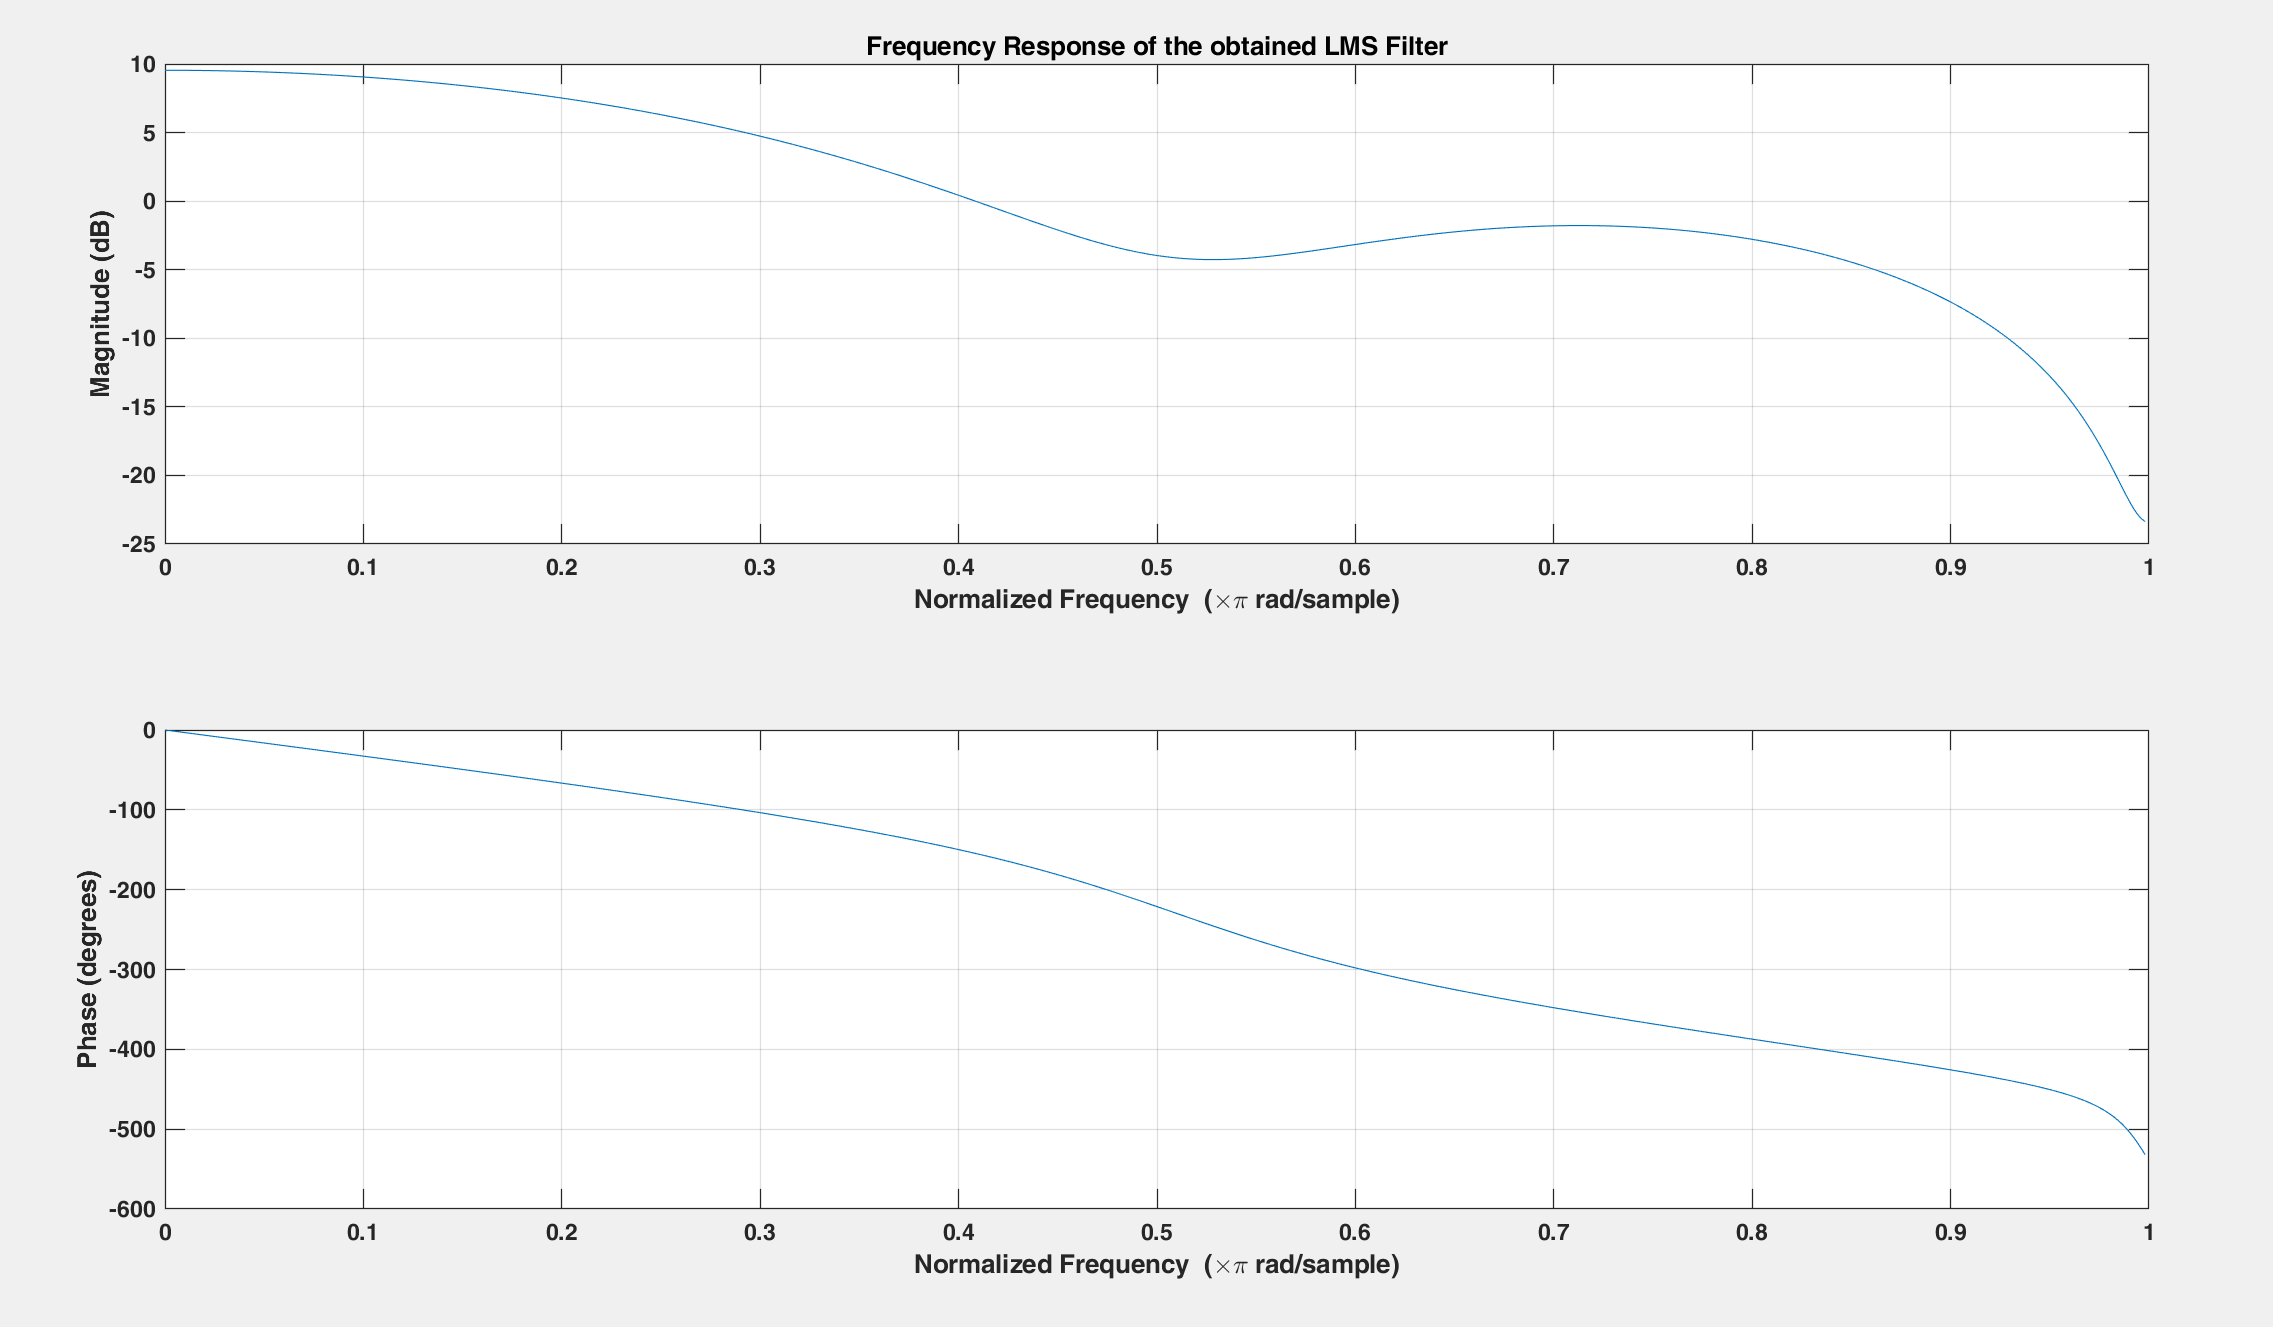 Frequency Response of the obtained LMS Filter
10
5
0
-5
-10
-15
-20
-25
Magnitude (dB)
0 0.1 0.2 0.3 0.4 0.5 0.6 0.7 0.8 0.9 1
Normalized Frequency (×π rad/sample)
0
-100
-200
-300
-400
-500
-600
Phase (degrees)
0 0.1 0.2 0.3 0.4 0.5 0.6 0.7 0.8 0.9 1
Normalized Frequency (×π rad/sample)